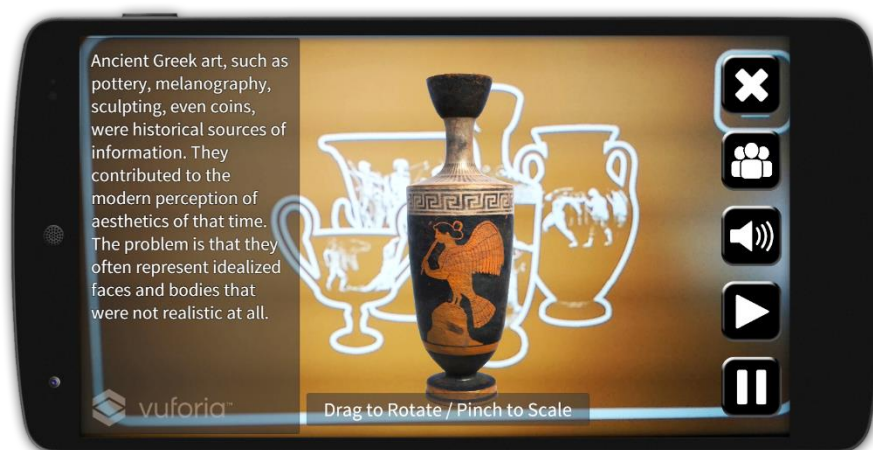 Ancient Greek art, such as
pottery, melanography,
sculpting, even coins,
were historical sources of
information. They
contributed to the
modern perception of
aesthetics of that time.
The problem is that they
often represent idealized
faces and bodies that
were not realistic at all.
vuforia™
Drag to Rotate / Pinch to Scale